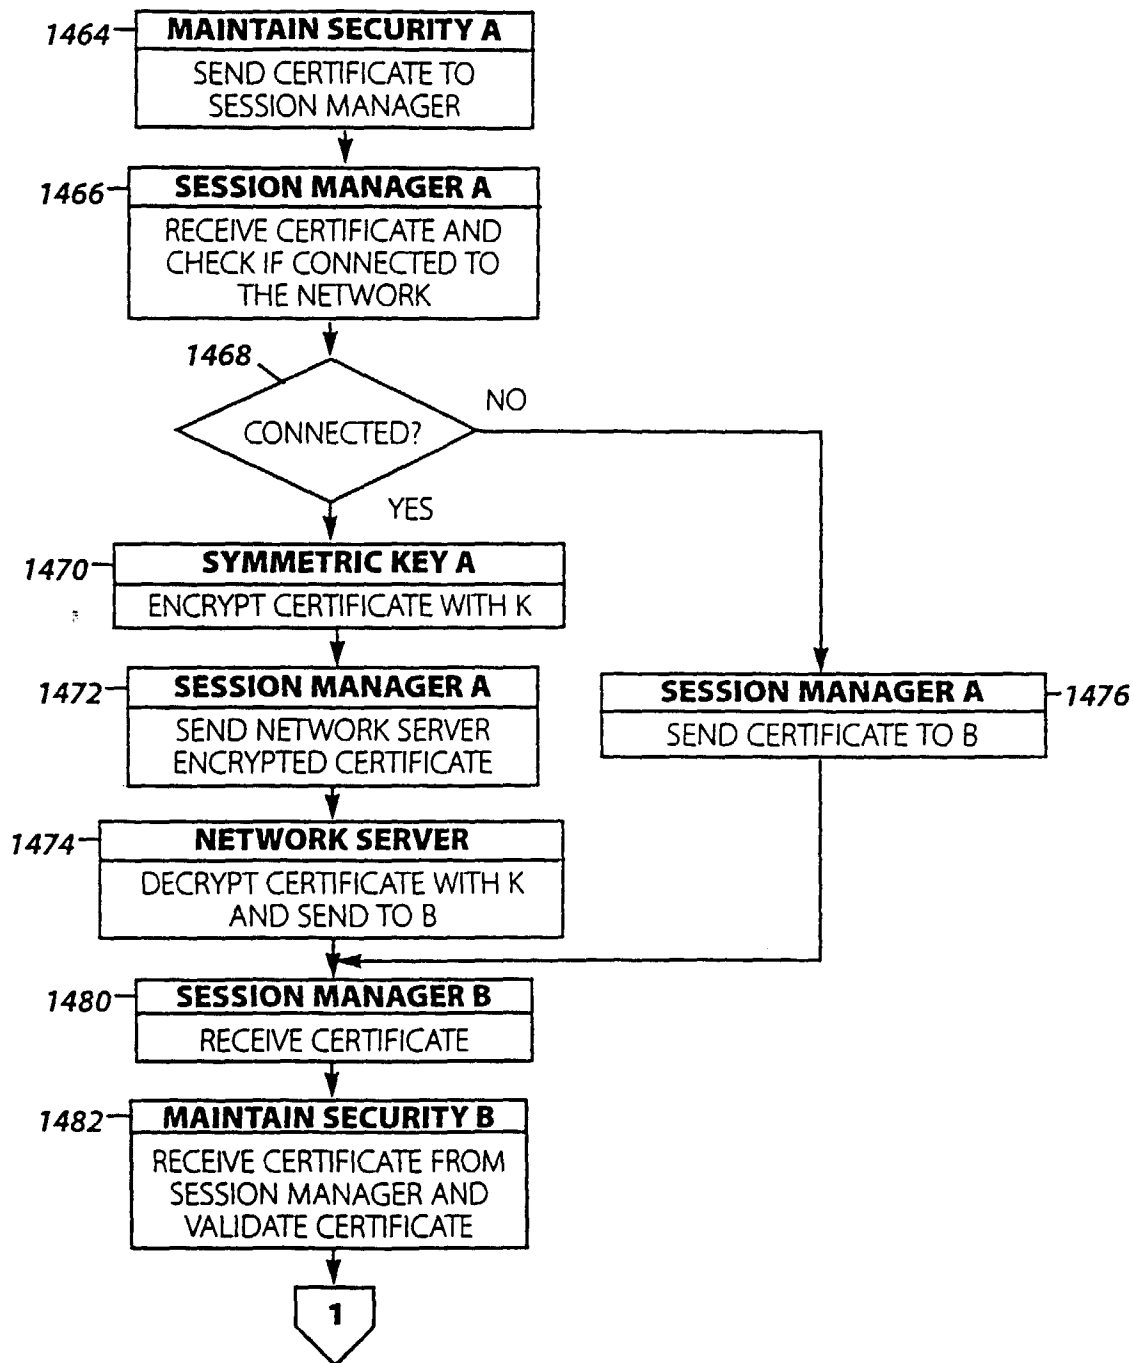 1464
MAINTAIN SECURITY A
SEND CERTIFICATE TO
SESSION MANAGER
1466
SESSION MANAGER A
RECEIVE CERTIFICATE AND
CHECK IF CONNECTED TO
THE NETWORK
1468
CONNECTED?
NO
YES
1470
SYMMETRIC KEY A
ENCRYPT CERTIFICATE WITH K
1472
SESSION MANAGER A
SEND NETWORK SERVER
ENCRYPTED CERTIFICATE
SESSION MANAGER A
1476
SEND CERTIFICATE TO B
1474
NETWORK SERVER
DECRYPT CERTIFICATE WITH K
AND SEND TO B
1480
SESSION MANAGER B
RECEIVE CERTIFICATE
1482
MAINTAIN SECURITY B
RECEIVE CERTIFICATE FROM
SESSION MANAGER AND
VALIDATE CERTIFICATE
1